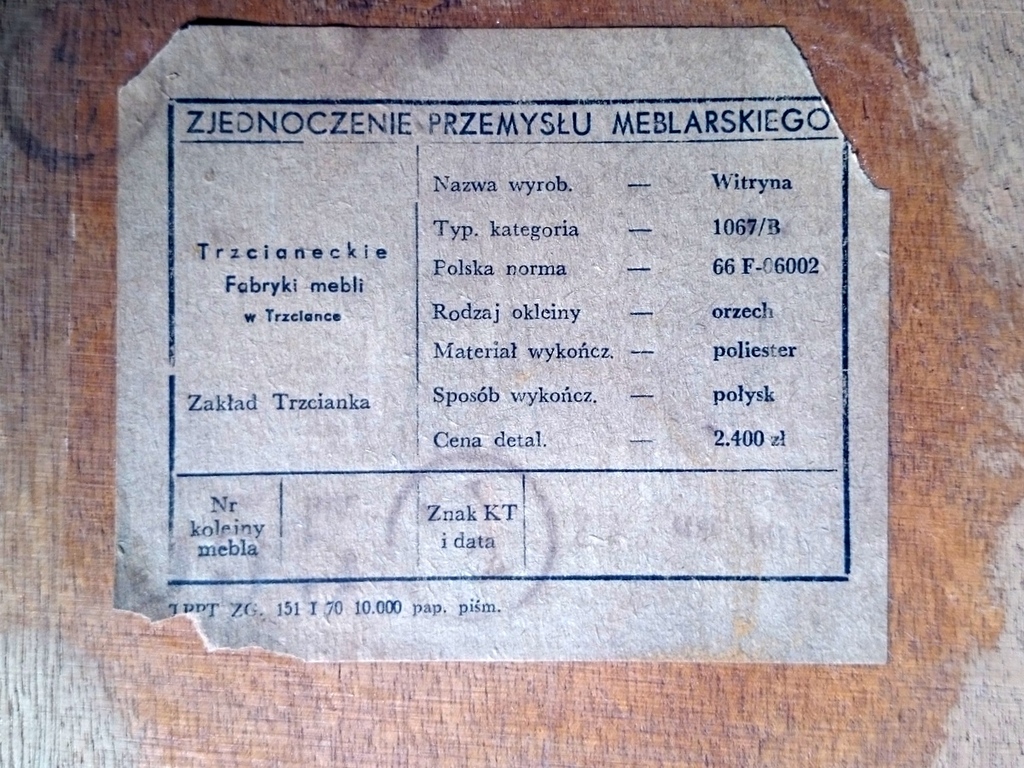 ZJEDNOCZENIE PRZEMYSŁU MEBLARSKIEGO
Trzcianeckie
Fabryki mebli
w Trzciance
Zakład Trzcianka
Nazwa wyrob. — Witryna
Typ. kategoria — 1067/B
Polska norma — 66 F-06002
Rodzaj okleiny — orzech
Materiał wykończ. — poliester
Sposób wykończ. — połysk
Cena detal. — 2.400 zł
Nr
kolejny
mebla
Znak KT
i data
ZG. 151 I 70 10.000 pap. piśm.